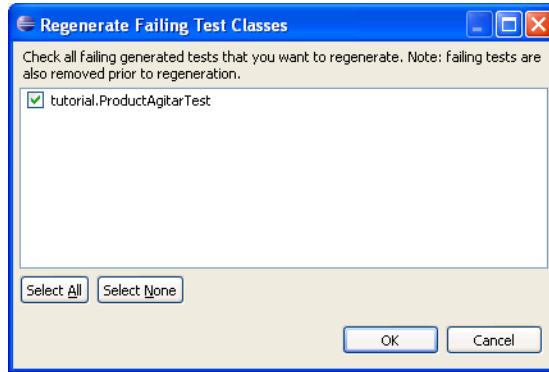 Regenerate Failing Test Classes
Check all failing generated tests that you want to regenerate. Note: failing tests are
also removed prior to regeneration.
tutorial.ProductAgitarTest
Select All Select None
OK Cancel